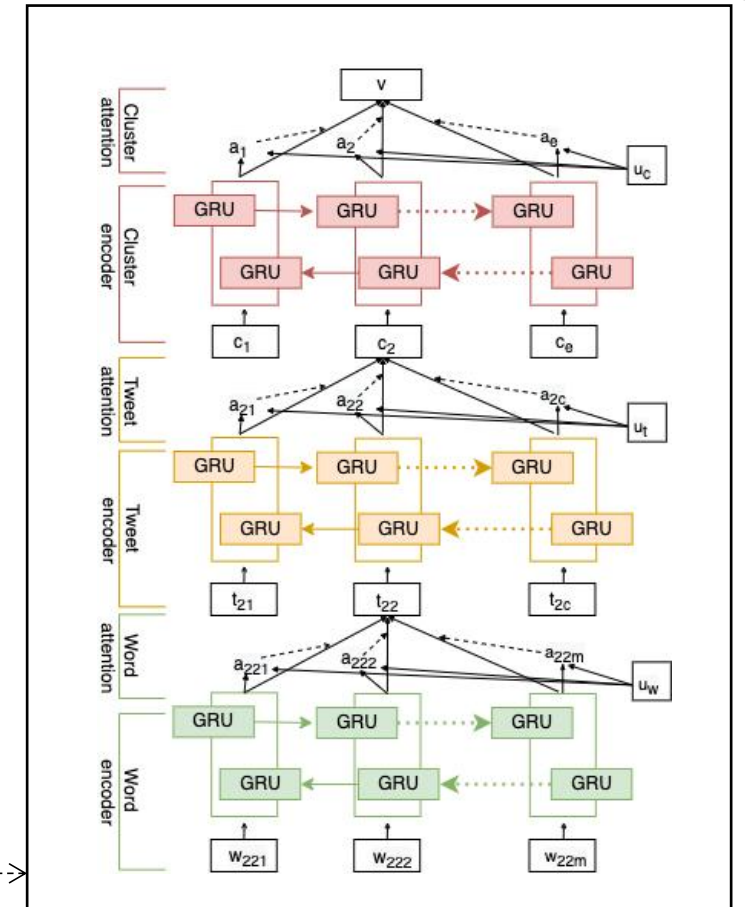 v
Cluster attention
a1 a2 ae
uc
Cluster encoder
GRU GRU GRU
GRU GRU GRU
c1 c2 ce
Tweet attention
a21 a22 a2c
ut
Tweet encoder
GRU GRU GRU
GRU GRU GRU
t21 t22 t2c
Word attention
a221 a222 a22m
uw
Word encoder
GRU GRU GRU
GRU GRU GRU
w221 w222 w22m